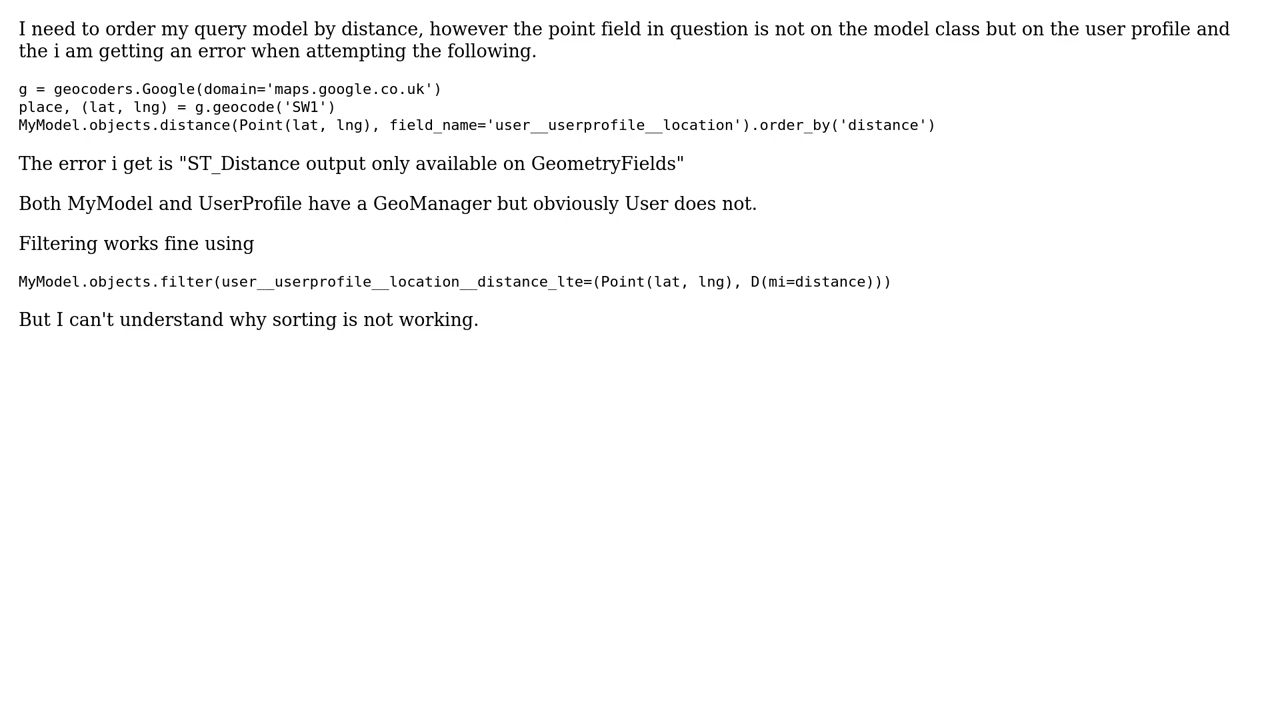 I need to order my query model by distance, however the point field in question is not on the model class but on the user profile and
the i am getting an error when attempting the following.
g = geocoders.Google(domain='maps.google.co.uk')
place, (lat, lng) = g.geocode('SW1')
MyModel.objects.distance(Point(lat, lng), field_name='user__userprofile__location').order_by('distance')
The error i get is "ST_Distance output only available on GeometryFields"
Both MyModel and UserProfile have a GeoManager but obviously User does not.
Filtering works fine using
MyModel.objects.filter(user__userprofile__location__distance_lte=(Point(lat, lng), D(mi=distance)))
But I can't understand why sorting is not working.